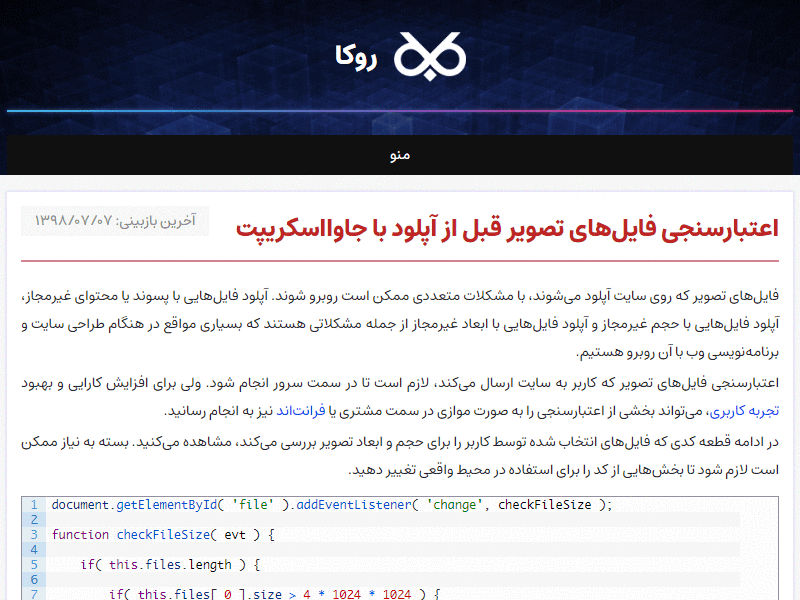 روکا
منو
اعتبارسنجی فایل‌های تصویر قبل از آپلود با جاوااسکریپت
آخرین بازبینی: ۱۳۹۸/۰۷/۰۷
فایل‌های تصویر که روی سایت آپلود می‌شوند، با مشکلات متعددی ممکن است روبرو شوند. آپلود فایل‌هایی با پسوند یا محتوای غیرمجاز،
آپلود فایل‌هایی با حجم غیرمجاز و آپلود فایل‌هایی با ابعاد غیرمجاز از جمله مشکلاتی هستند که بسیاری مواقع در هنگام طراحی سایت و
برنامه‌نویسی وب با آن روبرو هستیم.
اعتبارسنجی فایل‌های تصویر که کاربر به سایت ارسال می‌کند، لازم است تا در سمت سرور انجام شود. ولی برای افزایش کارایی و بهبود
تجربه کاربری، می‌تواند بخشی از اعتبارسنجی را به صورت موازی در سمت مشتری یا فرانت‌اند نیز به انجام رسانید.
در ادامه قطعه کدی که فایل‌های انتخاب شده توسط کاربر را برای حجم و ابعاد تصویر بررسی می‌کند، مشاهده می‌کنید. بسته به نیاز ممکن
است لازم شود تا بخش‌هایی از کد را برای استفاده در محیط واقعی تغییر دهید.
1 document.getElementById( 'file' ).addEventListener( 'change', checkFileSize );
2
3 function checkFileSize( evt ) {
4
5 if( this.files.length ) {
6
7 if( this.files[ 0 ].size > 4 * 1024 * 1024 ) {